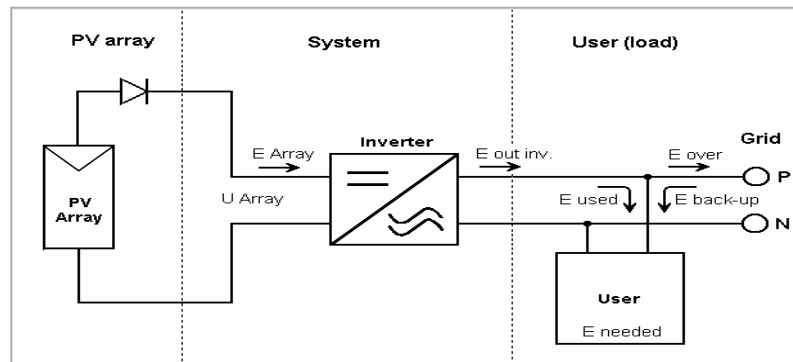 PV array
System
User (load)
Grid
Inverter
E Array
E out inv.
E over
P
PV
Array
U Array
E used
E back-up
N
User
E needed